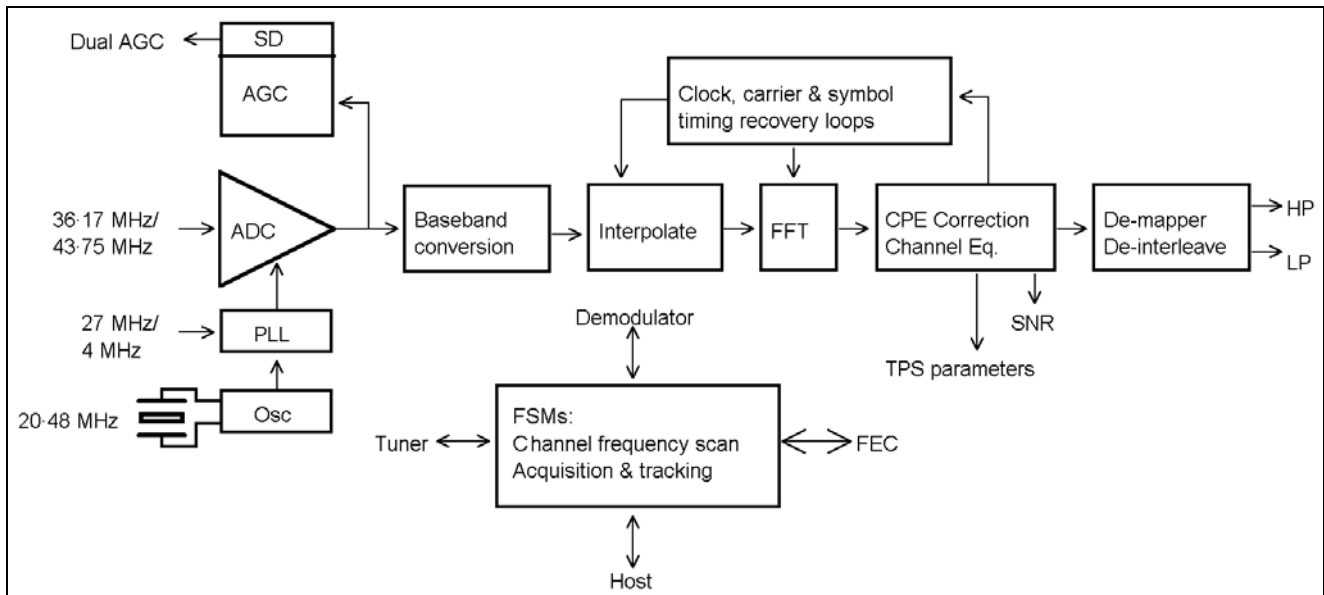 Dual AGC
SD
AGC
Clock, carrier & symbol
timing recovery loops
36·17 MHz/
43·75 MHz
ADC
Baseband
conversion
Interpolate
FFT
CPE Correction
Channel Eq.
De-mapper
De-interleave
HP
LP
27 MHz/
4 MHz
PLL
SNR
TPS parameters
20·48 MHz
Osc
Demodulator
Tuner
FSMs:
Channel frequency scan
Acquisition & tracking
FEC
Host